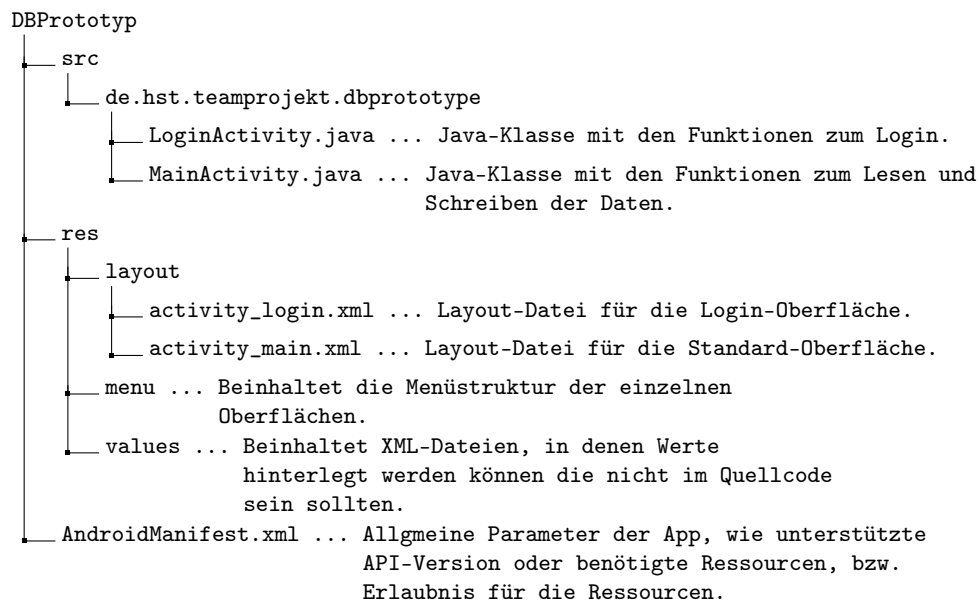 DBPrototyp
src
de.hst.teamprojekt.dbprototype
LoginActivity.java ... Java-Klasse mit den Funktionen zum Login.
MainActivity.java ... Java-Klasse mit den Funktionen zum Lesen und
Schreiben der Daten.
res
layout
activity_login.xml ... Layout-Datei für die Login-Oberfläche.
activity_main.xml ... Layout-Datei für die Standard-Oberfläche.
menu ... Beinhaltet die Menüstruktur der einzelnen
Oberflächen.
values ... Beinhaltet XML-Dateien, in denen Werte
hinterlegt werden können die nicht im Quellcode
sein sollten.
AndroidManifest.xml ... Allgmeine Parameter der App, wie unterstützte
API-Version oder benötigte Ressourcen, bzw.
Erlaubnis für die Ressourcen.